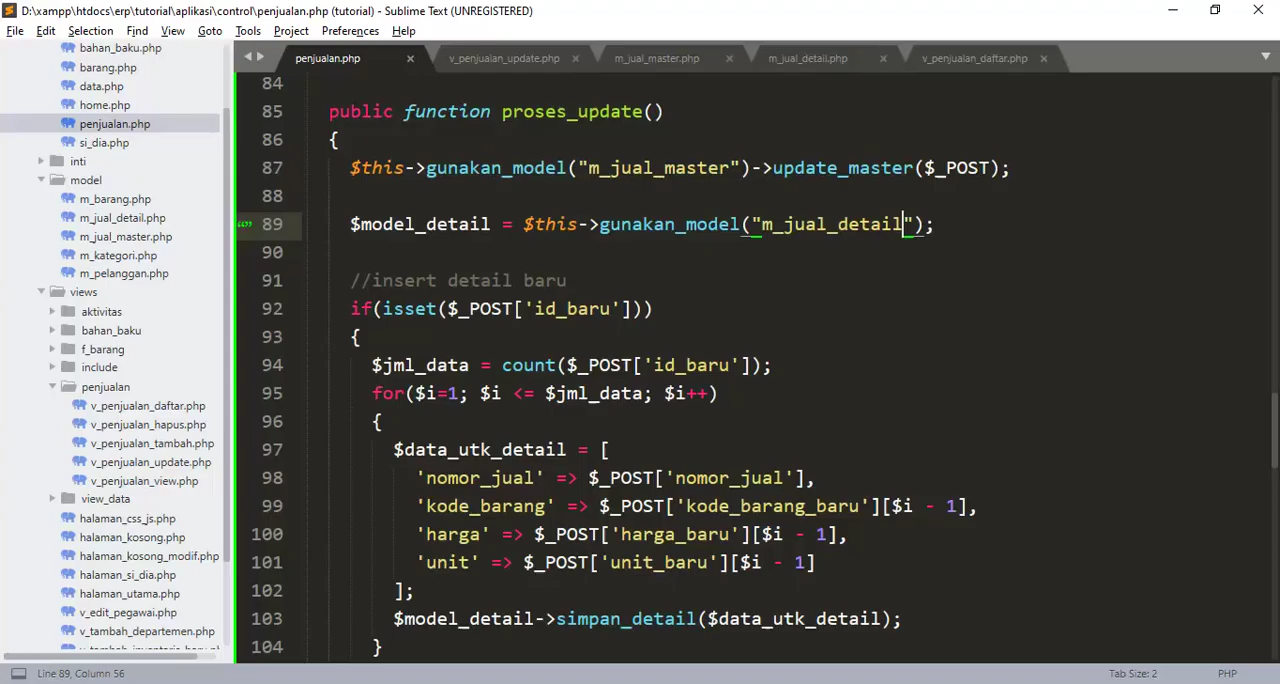 D:\xampp\htdocs\erp\tutorial\aplikasi\control\penjualan.php (tutorial) - Sublime Text (UNREGISTERED)
File Edit Selection Find View Goto Tools Project Preferences Help
bahan_baku.php
barang.php
data.php
home.php
penjualan.php
si_dia.php
inti
model
m_barang.php
m_jual_detail.php
m_jual_master.php
m_kategori.php
m_pelanggan.php
views
aktivitas
bahan_baku
f_barang
include
penjualan
v_penjualan_daftar.php
v_penjualan_hapus.php
v_penjualan_tambah.php
v_penjualan_update.php
v_penjualan_view.php
view_data
halaman_css_js.php
halaman_kosong.php
halaman_kosong_modif.php
halaman_si_dia.php
halaman_utama.php
v_edit_pegawai.php
v_tambah_departemen.php
penjualan.php v_penjualan_update.php m_jual_master.php m_jual_detail.php v_penjualan_daftar.php
84
85 public function proses_update()
86 {
87 $this->gunakan_model("m_jual_master")->update_master($_POST);
88
89 $model_detail = $this->gunakan_model("m_jual_detail");
90
91 //insert detail baru
92 if(isset($_POST['id_baru']))
93 {
94 $jml_data = count($_POST['id_baru']);
95 for($i=1; $i <= $jml_data; $i++)
96 {
97 $data_utk_detail = [
98 'nomor_jual' => $_POST['nomor_jual'],
99 'kode_barang' => $_POST['kode_barang_baru'][$i - 1],
100 'harga' => $_POST['harga_baru'][$i - 1],
101 'unit' => $_POST['unit_baru'][$i - 1]
102 ];
103 $model_detail->simpan_detail($data_utk_detail);
104 }
Line 89, Column 56 Tab Size: 2 PHP